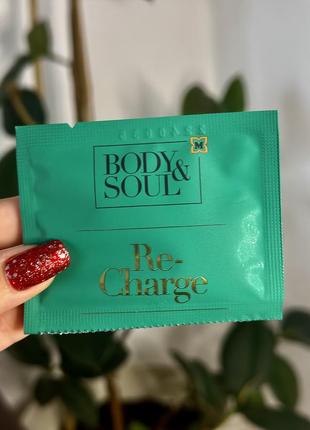 M
BODY&
SOUL
Re-
Charge